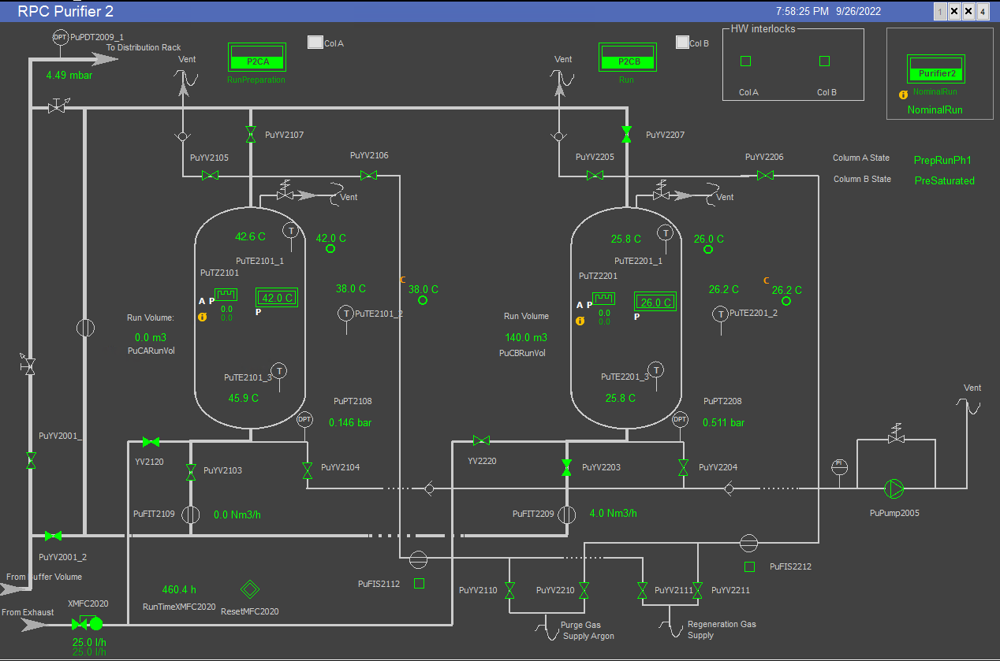 RPC Purifier 2
7:58:25 PM 9/26/2022
1
4
DPT
PuPDT2009_1
To Distribution Rack
4.49 mbar
Vent
P2CA
RunPreparation
Col A
Vent
P2CB
Run
Col B
HW interlocks
Col A
Col B
Purifier2
NominalRun
NominalRun
PuYV2107
PuYV2207
PuYV2105
PuYV2106
PuYV2205
PuYV2206
Column A State
PrepRunPh1
Column B State
PreSaturated
Vent
Vent
42.6 C
T
42.0 C
PuTE2101_1
PuTZ2101
A P
0.0
0.0
42.0 C
P
38.0 C
C
38.0 C
T
PuTE2101_2
Run Volume:
0.0 m3
PuCARunVol
PuTE2101_3
T
45.9 C
PuPT2108
DPT
0.146 bar
25.8 C
T
26.0 C
PuTE2201_1
PuTZ2201
A P
0.0
0.0
26.0 C
P
26.2 C
C
26.2 C
T
PuTE2201_2
Run Volume
140.0 m3
PuCBRunVol
PuTE2201_3
T
25.8 C
PuPT2208
DPT
0.511 bar
Vent
PuYV2001_
YV2120
PuYV2103
PuYV2104
YV2220
PuYV2203
PuYV2204
PI
PuFIT2109
0.0 Nm3/h
PuFIT2209
4.0 Nm3/h
PuPump2005
PuYV2001_2
From Buffer Volume
From Exhaust
XMFC2020
25.0 l/h
25.0 l/h
460.4 h
RunTimeXMFC2020
ResetMFC2020
PuFIS2112
PuFIS2212
PuYV2110
PuYV2210
PuYV2111
PuYV2211
Purge Gas
Supply Argon
Regeneration Gas
Supply